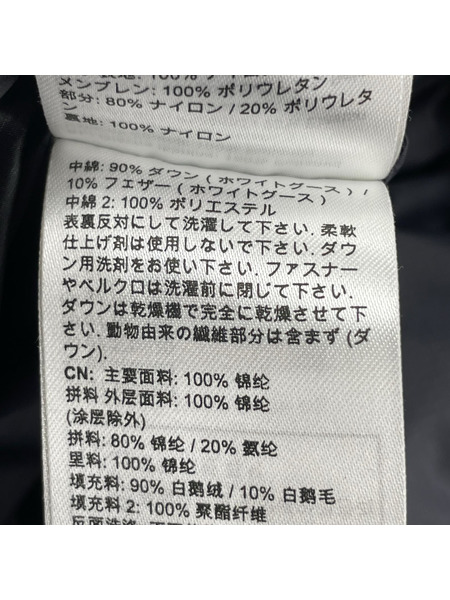 表地: 100% ナイロン
メンブレン: 100% ポリウレタン
部分: 80% ナイロン / 20% ポリウレタ
ン
裏地: 100% ナイロン
中綿: 90% ダウン (ホワイトグース) /
10% フェザー (ホワイトグース)
中綿 2: 100% ポリエステル
表裏反対にして洗濯して下さい. 柔軟
仕上げ剤は使用しないで下さい. ダウ
ン用洗剤をお使い下さい. ファスナー
やベルクロは洗濯前に閉じて下さい.
ダウンは乾燥機で完全に乾燥させて下
さい. 動物由来の繊維部分は含まず (ダ
ウン).
CN: 主要面料: 100% 锦纶
拼料 外层面料: 100% 锦纶
(涂层除外)
拼料: 80% 锦纶 / 20% 氨纶
里料: 100% 锦纶
填充料: 90% 白鹅绒 / 10% 白鹅毛
填充料 2: 100% 聚酯纤维
反面洗涤.